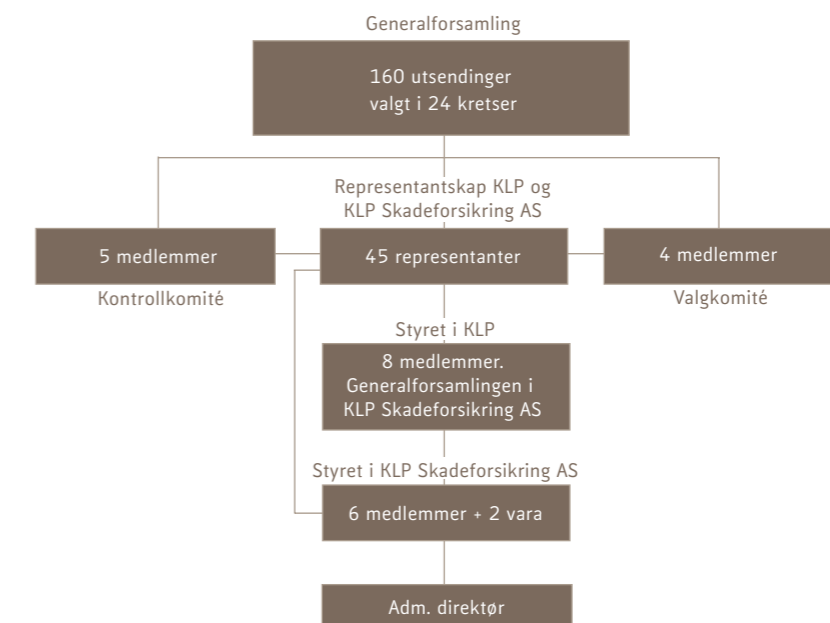 Generalforsamling
160 utsendinger
valgt i 24 kretser
Representantskap KLP og
KLP Skadeforsikring AS
5 medlemmer
45 representanter
4 medlemmer
Kontrollkomité
Valgkomité
Styret i KLP
8 medlemmer.
Generalforsamlingen i
KLP Skadeforsikring AS
Styret i KLP Skadeforsikring AS
6 medlemmer + 2 vara
Adm. direktør